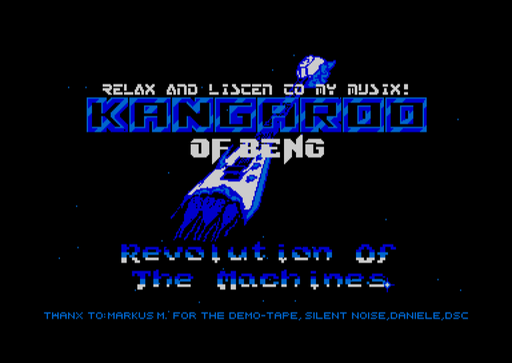 RELAX AND LISTEN TO MY MUSIX!
KANGAROO
OF BENG
Revolution Of
The Machines
THANX TO:MARKUS M.' FOR THE DEMO-TAPE, SILENT NOISE,DANIELE,DSC